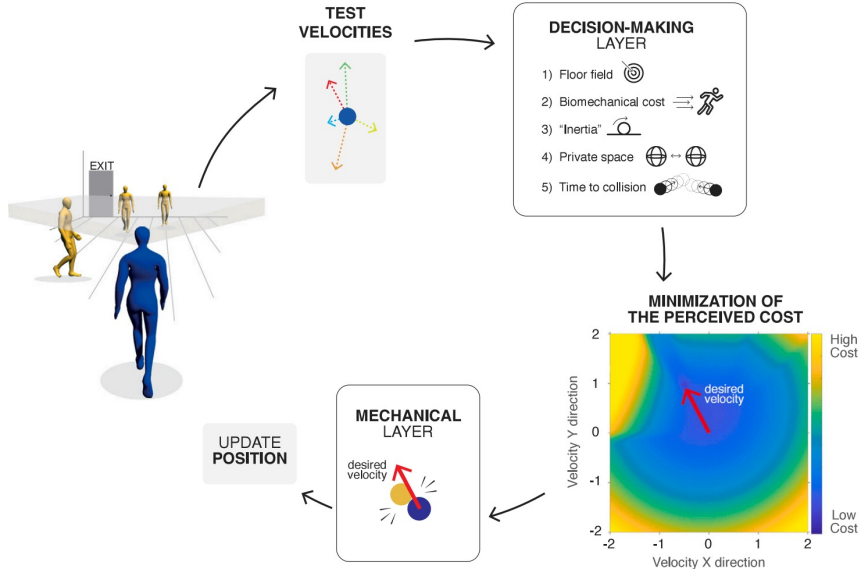 TEST
VELOCITIES
DECISION-MAKING
LAYER
1) Floor field
2) Biomechanical cost
3) "Inertia"
4) Private space
5) Time to collision
EXIT
MINIMIZATION OF
THE PERCEIVED COST
2
1
0
-1
-2
-2
-1
0
1
2
Velocity Y direction
Velocity X direction
desired
velocity
High
Cost
Low
Cost
MECHANICAL
LAYER
desired
velocity
UPDATE
POSITION